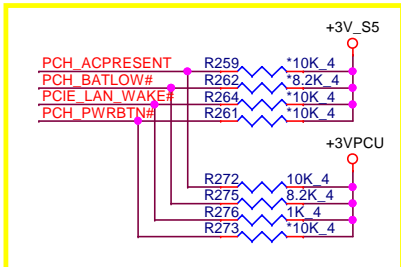 +3V_S5
PCH_ACPRESENT R259 *10K_4
PCH_BATLOW# R262 *8.2K_4
PCIE_LAN_WAKE# R264 *10K_4
PCH_PWRBTN# R261 *10K_4
+3VPCU
R272 10K_4
R275 8.2K_4
R276 1K_4
R273 *10K_4